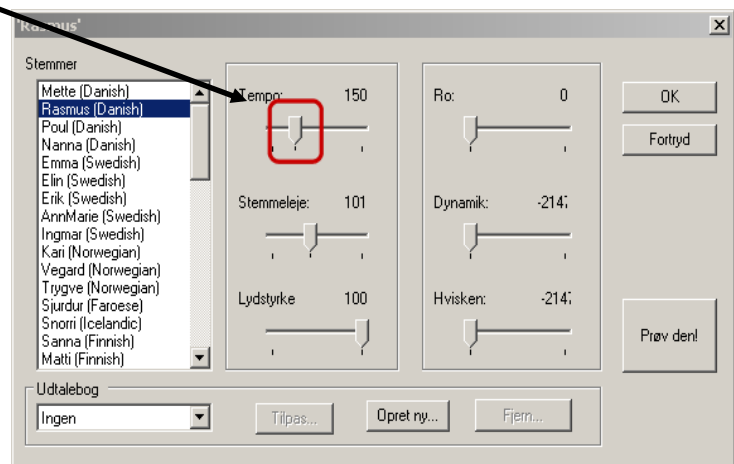 'Rasmus'
Stemmer
Mette (Danish)
Rasmus (Danish)
Poul (Danish)
Nanna (Danish)
Emma (Swedish)
Elin (Swedish)
Erik (Swedish)
AnnMarie (Swedish)
Ingmar (Swedish)
Kari (Norwegian)
Vegard (Norwegian)
Trygve (Norwegian)
Sjurdur (Faroese)
Snorri (Icelandic)
Sanna (Finnish)
Matti (Finnish)
Tempo: 150
Stemmeleje: 101
Lydstyrke 100
Ro: 0
Dynamik: -214
Hvisken: -214
OK
Fortryd
Prøv den!
Udtalebog
Ingen
Tilpas...
Opret ny...
Fjern...